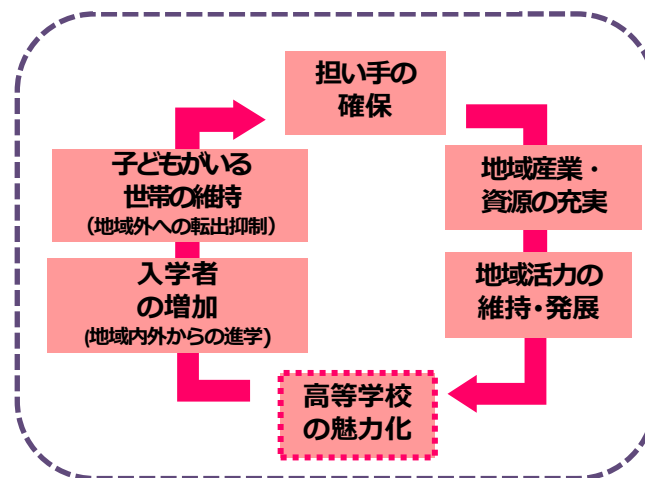 担い手の
確保
子どもがいる
世帯の維持
（地域外への転出抑制）
地域産業・
資源の充実
入学者
の増加
(地域内外からの進学)
地域活力の
維持・発展
高等学校
の魅力化